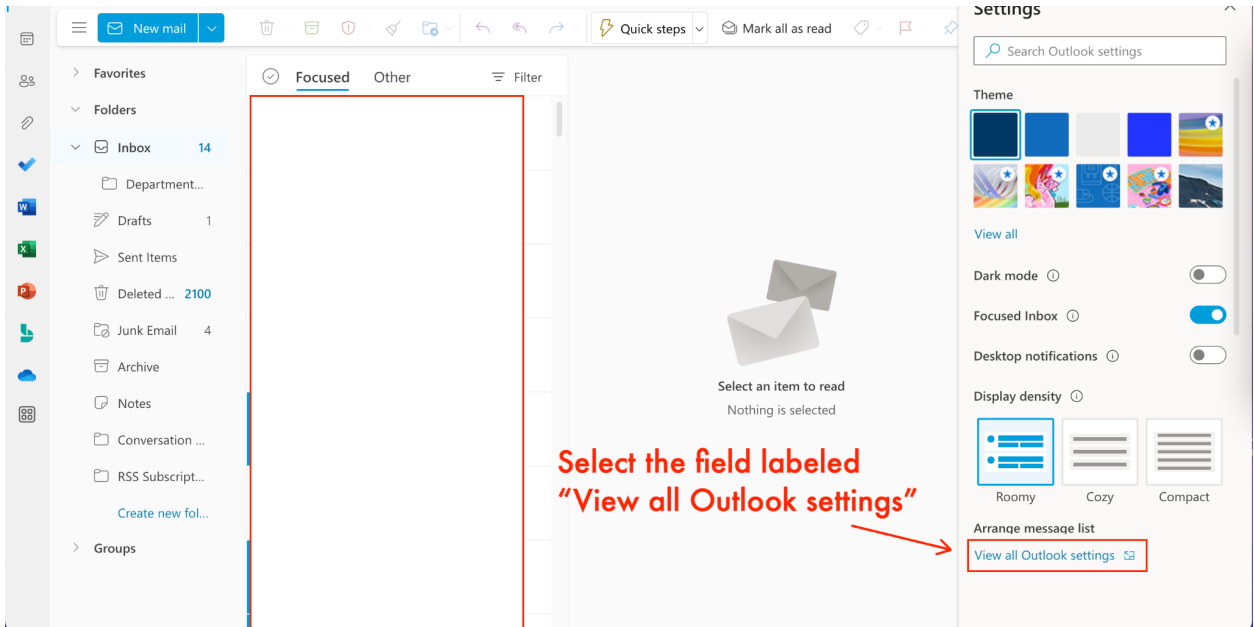 Settings
New mail
Quick steps
Mark all as read
Search Outlook settings
Favorites
Focused
Other
Filter
Folders
Inbox 14
Department...
Drafts 1
Sent Items
Deleted ... 2100
Junk Email 4
Archive
Notes
Conversation ...
RSS Subscript...
Create new fol...
Groups
Select an item to read
Nothing is selected
Select the field labeled
“View all Outlook settings”
Theme
View all
Dark mode
Focused Inbox
Desktop notifications
Display density
Roomy
Cozy
Compact
Arrange message list
View all Outlook settings
W
X
P